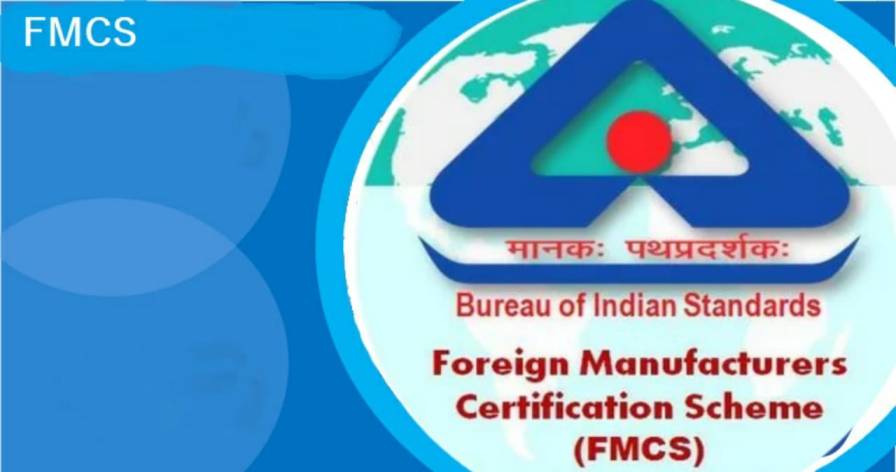 FMCS
मानकः पथप्रदर्शकः
Bureau of Indian Standards
Foreign Manufacturers
Certification Scheme
(FMCS)